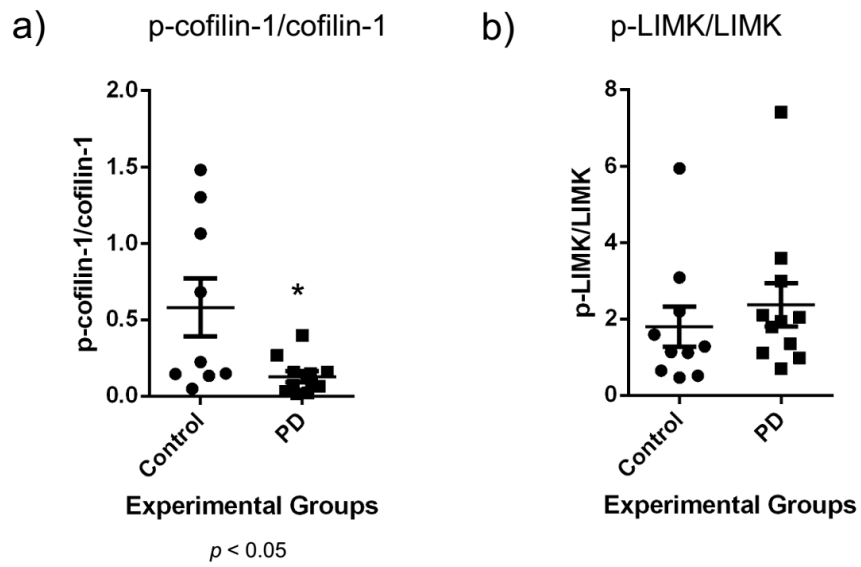 a)
p-cofilin-1/cofilin-1
p-cofilin-1/cofilin-1
2.0
1.5
1.0
0.5
0.0
*
Control
PD
Experimental Groups
p < 0.05
b)
p-LIMK/LIMK
p-LIMK/LIMK
8
6
4
2
0
Control
PD
Experimental Groups